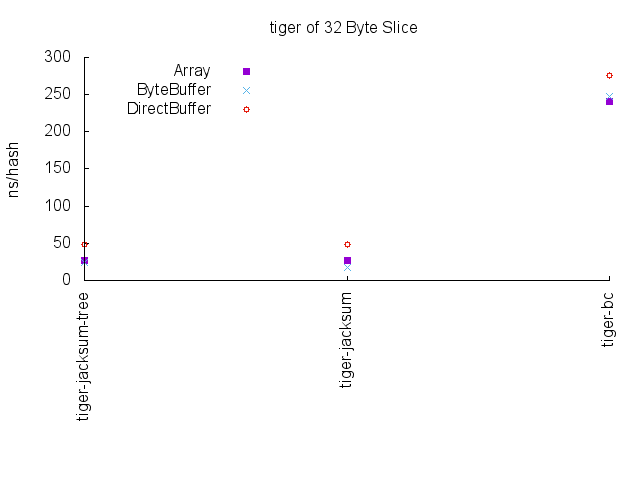 tiger of 32 Byte Slice
300
250
200
150
100
50
0
ns/hash
Array
ByteBuffer
DirectBuffer
tiger-jacksum-tree
tiger-jacksum
tiger-bc